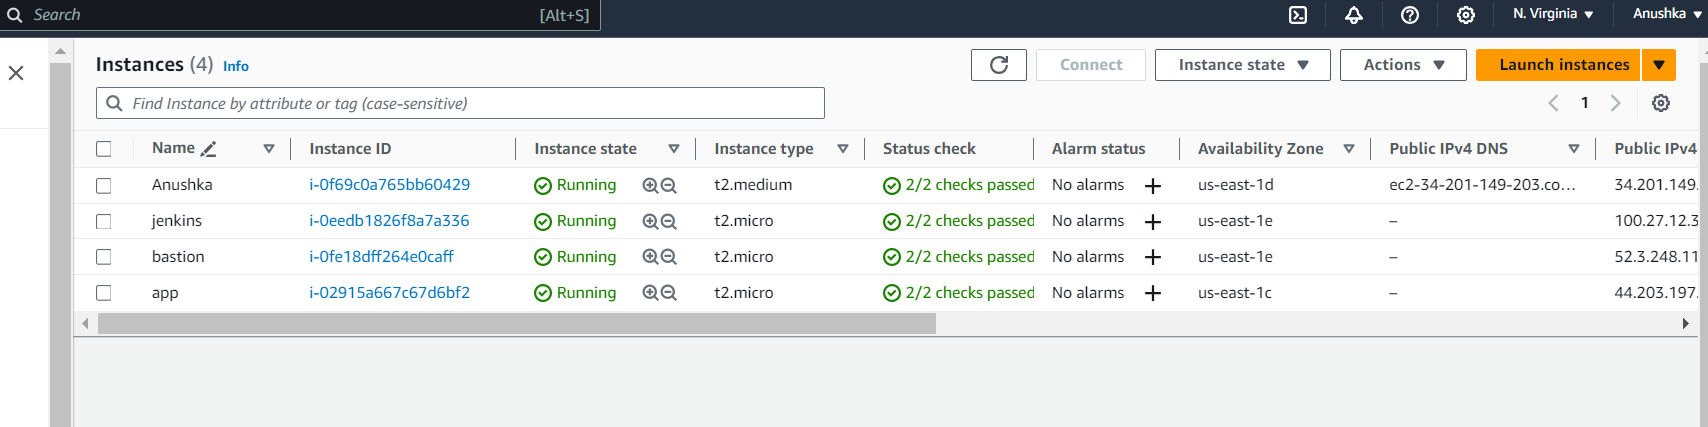 Search [Alt+S] N. Virginia Anushka
Instances (4) Info Connect Instance state Actions Launch instances
Find Instance by attribute or tag (case-sensitive) 1
Name Instance ID Instance state Instance type Status check Alarm status Availability Zone Public IPv4 DNS Public IPv4
Anushka i-0f69c0a765bb60429 Running t2.medium 2/2 checks passed No alarms + us-east-1d ec2-34-201-149-203.co... 34.201.149.
jenkins i-0eedb1826f8a7a336 Running t2.micro 2/2 checks passed No alarms + us-east-1e – 100.27.12.3
bastion i-0fe18dff264e0caff Running t2.micro 2/2 checks passed No alarms + us-east-1e – 52.3.248.11
app i-02915a667c67d6bf2 Running t2.micro 2/2 checks passed No alarms + us-east-1c – 44.203.197.